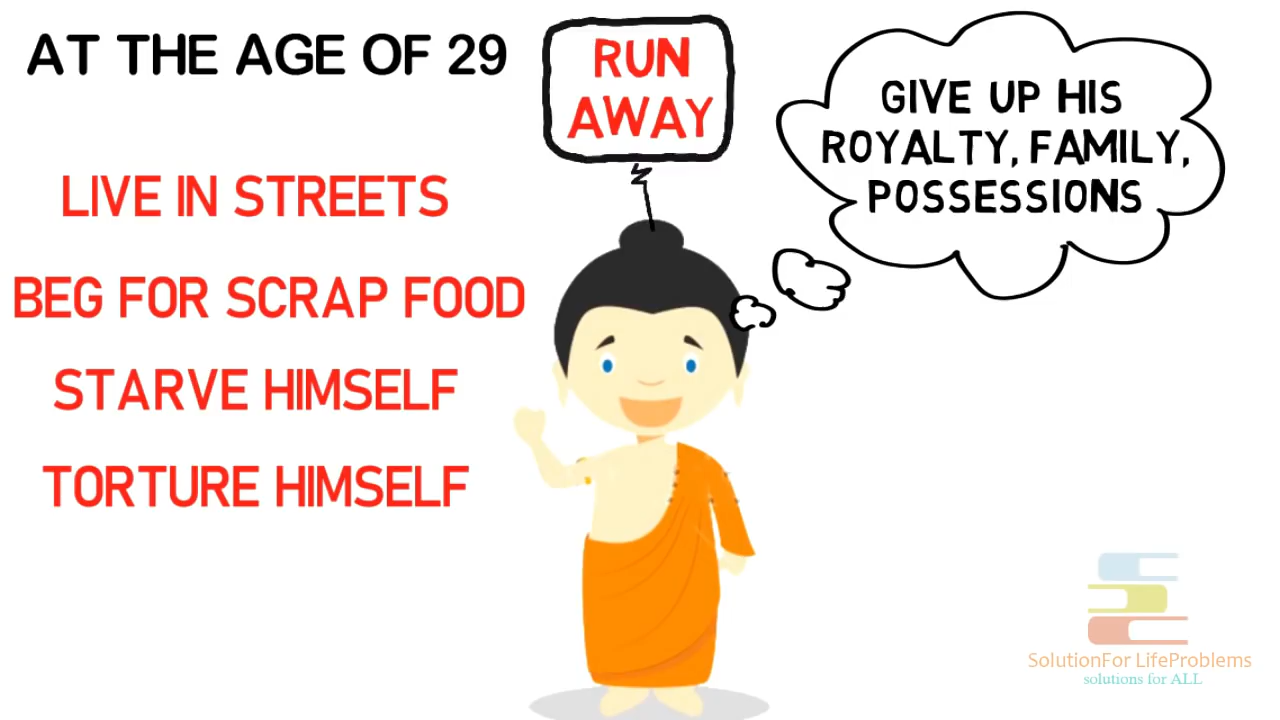 AT THE AGE OF 29
RUN
AWAY
GIVE UP HIS
ROYALTY, FAMILY,
POSSESSIONS
LIVE IN STREETS
BEG FOR SCRAP FOOD
STARVE HIMSELF
TORTURE HIMSELF
SolutionFor LifeProblems
solutions for ALL